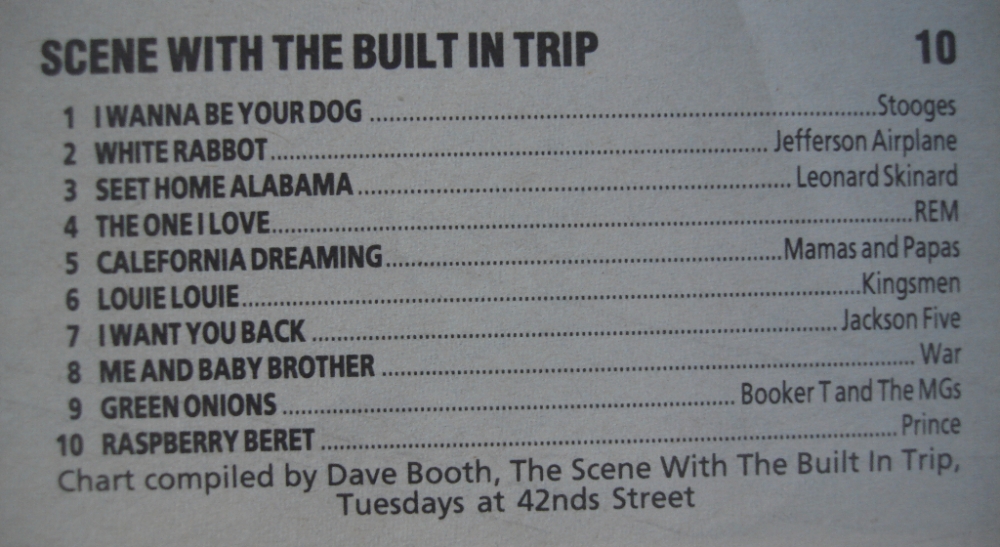 SCENE WITH THE BUILT IN TRIP 10
1 I WANNA BE YOUR DOG ........ Stooges
2 WHITE RABBOT ........ Jefferson Airplane
3 SEET HOME ALABAMA ........ Leonard Skinard
4 THE ONE I LOVE ........ REM
5 CALEFORNIA DREAMING ........ Mamas and Papas
6 LOUIE LOUIE ........ Kingsmen
7 I WANT YOU BACK ........ Jackson Five
8 ME AND BABY BROTHER ........ War
9 GREEN ONIONS ........ Booker T and The MGs
10 RASPBERRY BERET ........ Prince
Chart compiled by Dave Booth, The Scene With The Built In Trip,
Tuesdays at 42nds Street